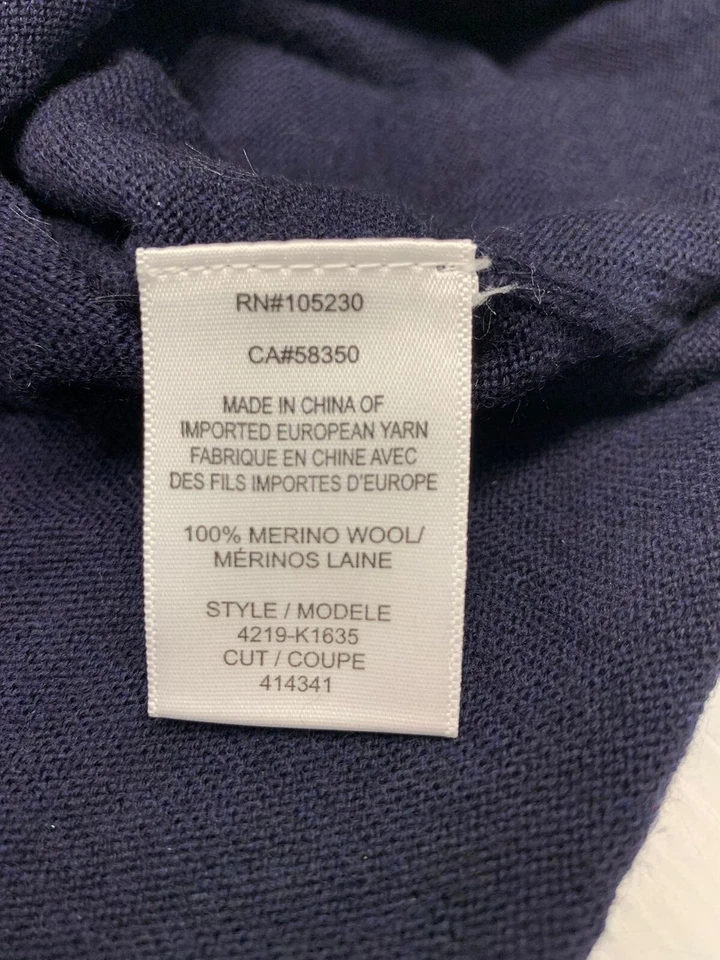 RN#105230
CA#58350
MADE IN CHINA OF
IMPORTED EUROPEAN YARN
FABRIQUE EN CHINE AVEC
DES FILS IMPORTES D'EUROPE
100% MERINO WOOL/
MÉRINOS LAINE
STYLE / MODELE
4219-K1635
CUT / COUPE
414341